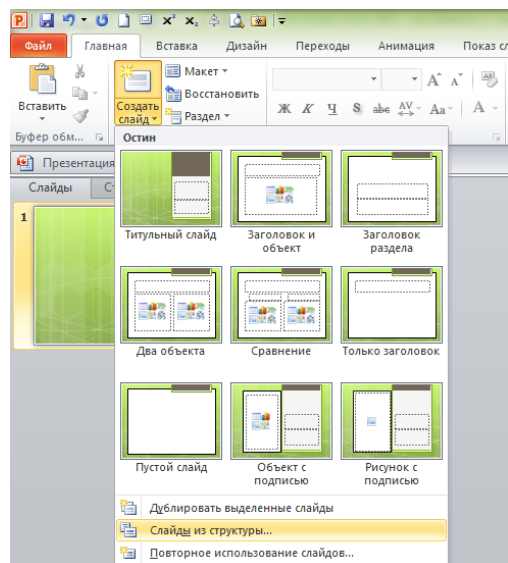 Файл Главная Вставка Дизайн Переходы Анимация Показ сл
Вставить
Создать слайд
Макет
Восстановить
Раздел
Ж К Ч S abc AV Aa A
Буфер обм...
Остин
Презентация
Слайды С
1
Титульный слайд
Заголовок и объект
Заголовок раздела
Два объекта
Сравнение
Только заголовок
Пустой слайд
Объект с подписью
Рисунок с подписью
Дублировать выделенные слайды
Слайды из структуры...
Повторное использование слайдов...